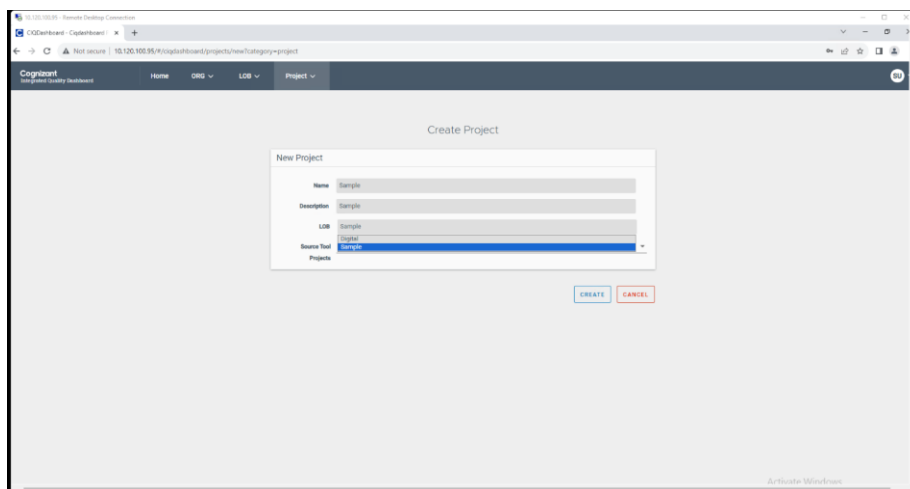 10.120.100.95 - Remote Desktop Connection
CIQDashboard - Ciqdashboard
Not secure | 10.120.100.95/#/ciqdashboard/projects/new?category=project
Cognizant Home ORG LOB Project SU
Integrated Quality Dashboard
Create Project
New Project
Name Sample
Description Sample
LOB Sample
Digital
Source Tool Sample
Projects
CREATE CANCEL
Activate Windows